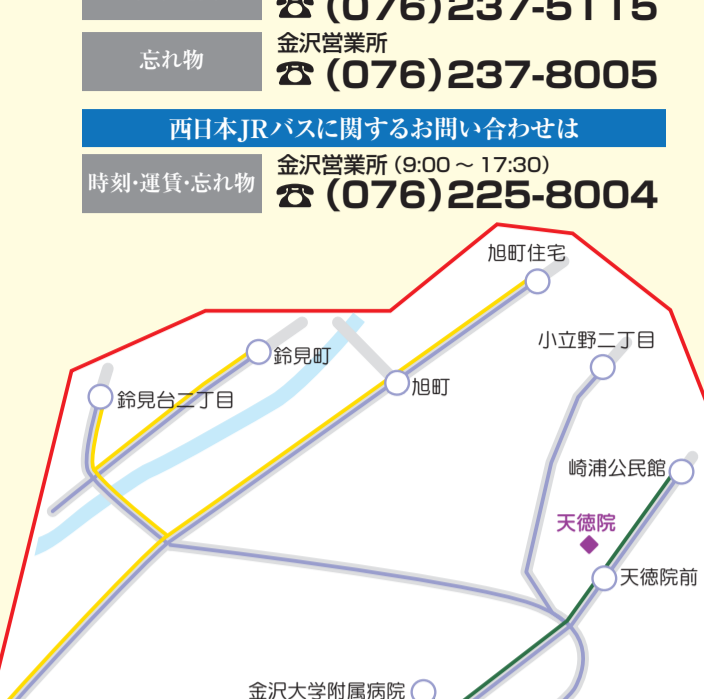 ☎(076)237-5115
忘れ物
金沢営業所
☎(076)237-8005
西日本JRバスに関するお問い合わせは
時刻・運賃・忘れ物
金沢営業所(9:00～17:30)
☎(076)225-8004
旭町住宅
小立野二丁目
鈴見町
旭町
鈴見台二丁目
崎浦公民館
天徳院
天徳院前
金沢大学附属病院